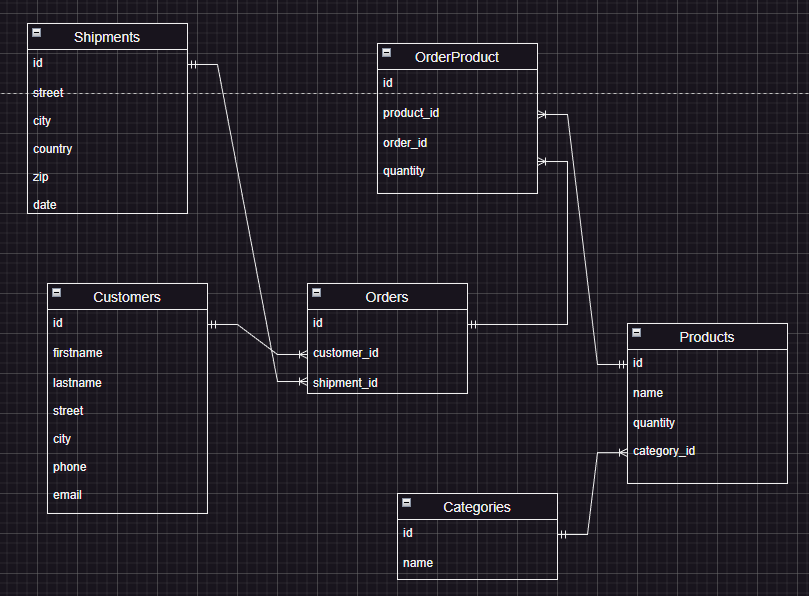 Shipments
id
street
city
country
zip
date
OrderProduct
id
product_id
order_id
quantity
Customers
id
firstname
lastname
street
city
phone
email
Orders
id
customer_id
shipment_id
Products
id
name
quantity
category_id
Categories
id
name